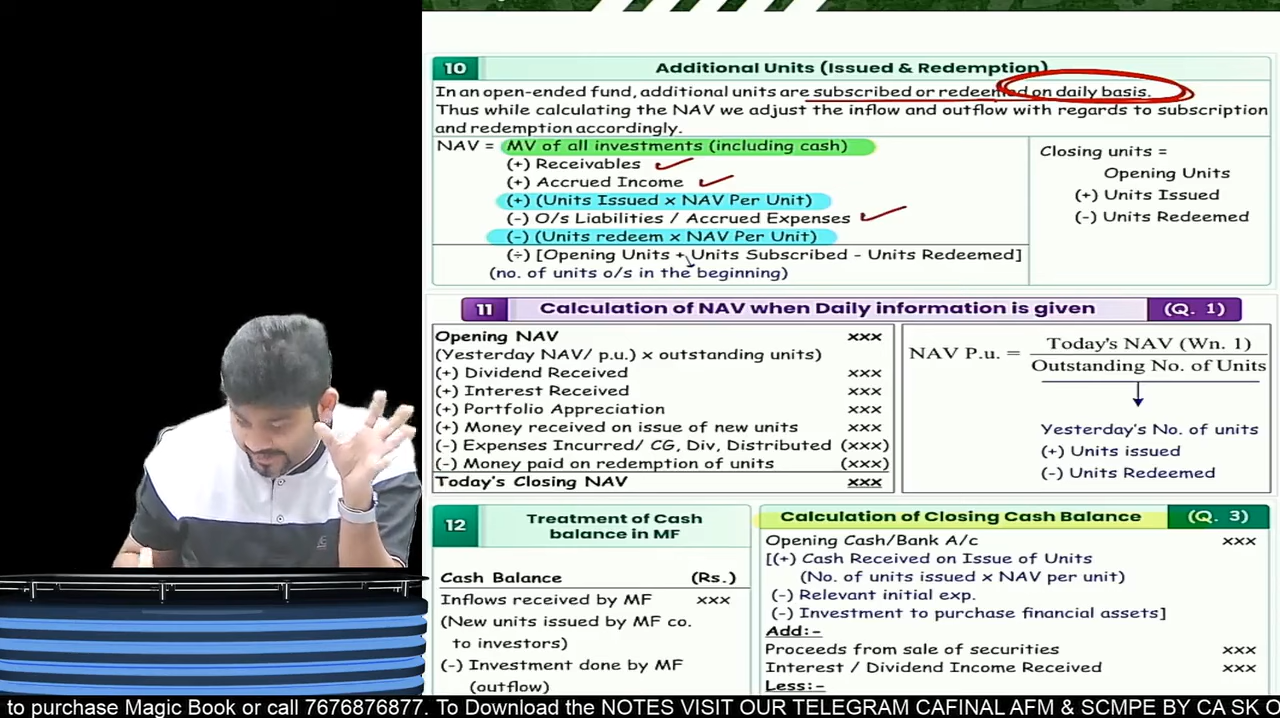 10 Additional Units (Issued & Redemption)
In an open-ended fund, additional units are subscribed or redeemed on daily basis.
Thus while calculating the NAV we adjust the inflow and outflow with regards to subscription
and redemption accordingly.
NAV = MV of all investments (including cash)
(+) Receivables
(+) Accrued Income
(+) (Units Issued x NAV Per Unit)
(-) O/s Liabilities / Accrued Expenses
(-) (Units redeem x NAV Per Unit)
(÷) [Opening Units + Units Subscribed - Units Redeemed]
(no. of units o/s in the beginning)
Closing units =
Opening Units
(+) Units Issued
(-) Units Redeemed
11 Calculation of NAV when Daily information is given (Q. 1)
Opening NAV xxx
(Yesterday NAV/ p.u.) x outstanding units)
(+) Dividend Received xxx
(+) Interest Received xxx
(+) Portfolio Appreciation xxx
(+) Money received on issue of new units xxx
(-) Expenses Incurred/ CG, Div, Distributed (xxx)
(-) Money paid on redemption of units (xxx)
Today's Closing NAV xxx
NAV P.u. = Today's NAV (Wn. 1)
Outstanding No. of Units
Yesterday's No. of units
(+) Units issued
(-) Units Redeemed
12 Treatment of Cash
balance in MF
Cash Balance (Rs.)
Inflows received by MF xxx
(New units issued by MF co.
to investors)
(-) Investment done by MF
(outflow)
Calculation of Closing Cash Balance (Q. 3)
Opening Cash/Bank A/c xxx
[(+) Cash Received on Issue of Units
(No. of units issued x NAV per unit)
(-) Relevant initial exp.
(-) Investment to purchase financial assets]
Add:-
Proceeds from sale of securities xxx
Interest / Dividend Income Received xxx
Less:-
to purchase Magic Book or call 7676876877. To Download the NOTES VISIT OUR TELEGRAM CAFINAL AFM & SCMPE BY CA SK